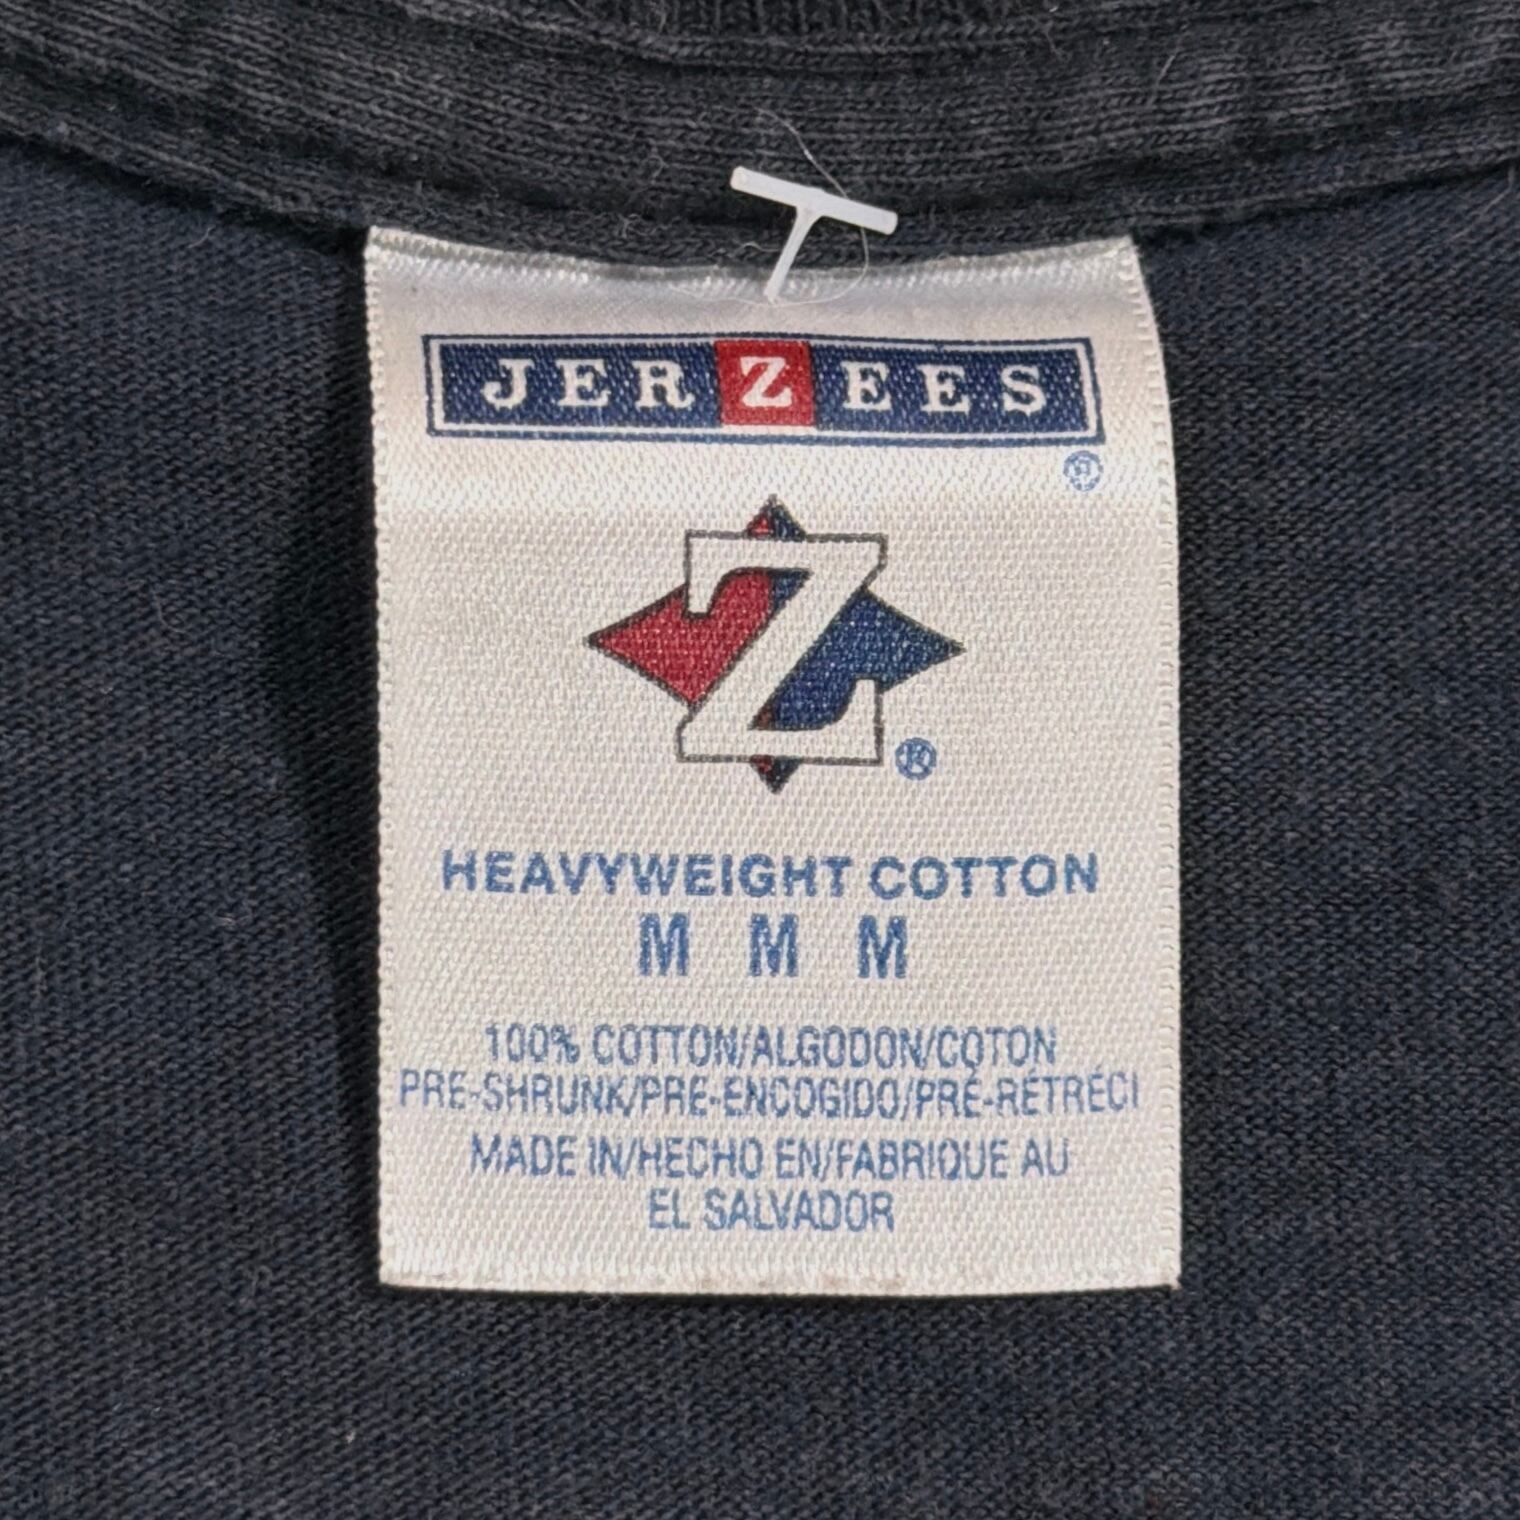 JERZEES
®
Z
®
HEAVYWEIGHT COTTON
M M M
100% COTTON/ALGODON/COTON
PRE-SHRUNK/PRE-ENCOGIDO/PRÉ-RÉTRÉCI
MADE IN/HECHO EN/FABRIQUE AU
EL SALVADOR